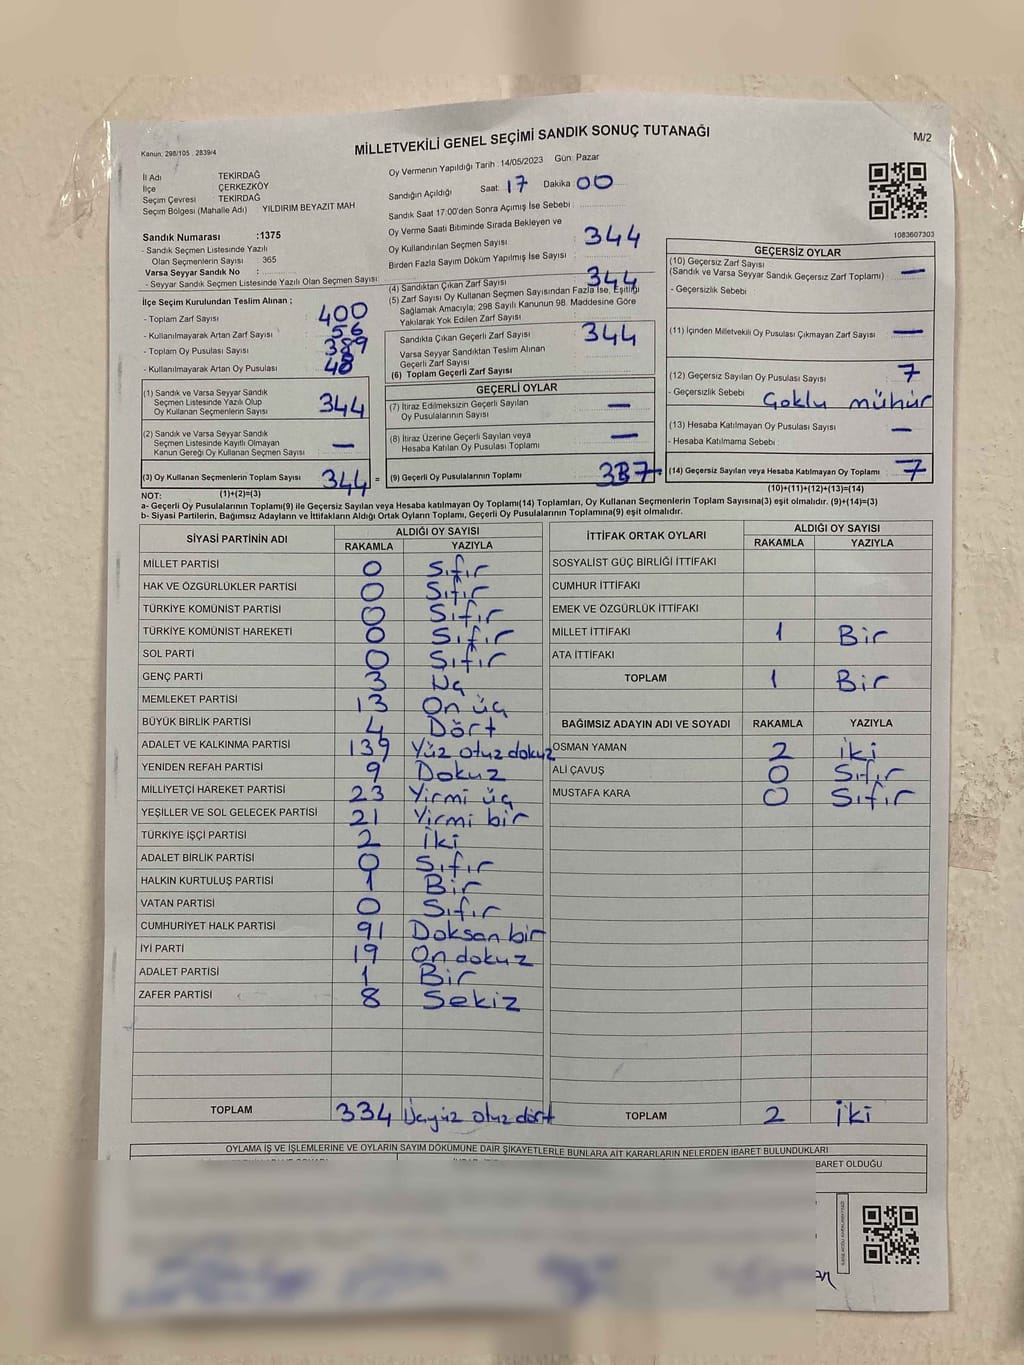 MİLLETVEKİLİ GENEL SEÇİMİ SANDIK SONUÇ TUTANAĞI
M/2
Kanun: 298/105 . 2839/4
İl Adı TEKİRDAĞ
İlçe ÇERKEZKÖY
Seçim Çevresi TEKİRDAĞ
Seçim Bölgesi (Mahalle Adı) YILDIRIM BEYAZIT MAH
Sandık Numarası :1375
- Sandık Seçmen Listesinde Yazılı
Olan Seçmenlerin Sayısı : 365
Varsa Seyyar Sandık No :
- Seyyar Sandık Seçmen Listesinde Yazılı Olan Seçmen Sayısı:
Oy Vermenin Yapıldığı Tarih : 14/05/2023 Gün: Pazar
Sandığın Açıldığı Saat: 17 Dakika 00
Sandık Saat 17:00'den Sonra Açımış İse Sebebi :
Oy Verme Saati Bitiminde Sırada Bekleyen ve
Oy Kullandırılan Seçmen Sayısı 344
Birden Fazla Sayım Döküm Yapılmış İse Sayısı
1083607303
İlçe Seçim Kurulundan Teslim Alınan ;
- Toplam Zarf Sayısı 400
- Kullanılmayarak Artan Zarf Sayısı 56
- Toplam Oy Pusulası Sayısı 389
- Kullanılmayarak Artan Oy Pusulası 48
(1) Sandık ve Varsa Seyyar Sandık
Seçmen Listesinde Yazılı Olup
Oy Kullanan Seçmenlerin Sayısı 344
(2) Sandık ve Varsa Seyyar Sandık
Seçmen Listesinde Kayıtlı Olmayan
Kanun Gereği Oy Kullanan Seçmen Sayısı —
(3) Oy Kullanan Seçmenlerin Toplam Sayısı 344 =
(1)+(2)=(3)
(4) Sandıktan Çıkan Zarf Sayısı 344
(5) Zarf Sayısı Oy Kullanan Seçmen Sayısından Fazla İse, Eşitliği
Sağlamak Amacıyla; 298 Sayılı Kanunun 98. Maddesine Göre
Yakılarak Yok Edilen Zarf Sayısı
Sandıkta Çıkan Geçerli Zarf Sayısı 344
Varsa Seyyar Sandıktan Teslim Alınan
Geçerli Zarf Sayısı
(6) Toplam Geçerli Zarf Sayısı
GEÇERLİ OYLAR
(7) İtiraz Edilmeksizin Geçerli Sayılan
Oy Pusulalarının Sayısı —
(8) İtiraz Üzerine Geçerli Sayılan veya
Hesaba Katılan Oy Pusulası Toplamı —
(9) Geçerli Oy Pusulalarının Toplamı 337
GEÇERSİZ OYLAR
(10) Geçersiz Zarf Sayısı
(Sandık ve Varsa Seyyar Sandık Geçersiz Zarf Toplamı) —
- Geçersizlik Sebebi
(11) İçinden Milletvekili Oy Pusulası Çıkmayan Zarf Sayısı —
(12) Geçersiz Sayılan Oy Pusulası Sayısı 7
- Geçersizlik Sebebi Çoklu mühür
(13) Hesaba Katılmayan Oy Pusulası Sayısı —
- Hesaba Katılmama Sebebi :
(14) Geçersiz Sayılan veya Hesaba Katılmayan Oy Toplamı 7
(10)+(11)+(12)+(13)=(14)
NOT:
a- Geçerli Oy Pusulalarının Toplamı(9) ile Geçersiz Sayılan veya Hesaba Katılmayan Oy Toplamı(14) Toplamları, Oy Kullanan Seçmenlerin Toplam Sayısına(3) eşit olmalıdır. (9)+(14)=(3)
b- Siyasi Partilerin, Bağımsız Adayların ve İttifakların Aldığı Ortak Oyların Toplamı, Geçerli Oy Pusulalarının Toplamına(9) eşit olmalıdır.
SİYASİ PARTİNİN ADI ALDIĞI OY SAYISI
RAKAMLA YAZIYLA
MİLLET PARTİSİ 0 Sıfır
HAK VE ÖZGÜRLÜKLER PARTİSİ 0 Sıfır
TÜRKİYE KOMÜNİST PARTİSİ 0 Sıfır
TÜRKİYE KOMÜNİST HAREKETİ 0 Sıfır
SOL PARTİ 0 Sıfır
GENÇ PARTİ 3 Üç
MEMLEKET PARTİSİ 13 On üç
BÜYÜK BİRLİK PARTİSİ 4 Dört
ADALET VE KALKINMA PARTİSİ 139 Yüz otuz dokuz
YENİDEN REFAH PARTİSİ 9 Dokuz
MİLLİYETÇİ HAREKET PARTİSİ 23 Yirmi üç
YEŞİLLER VE SOL GELECEK PARTİSİ 21 Yirmi bir
TÜRKİYE İŞÇİ PARTİSİ 2 İki
ADALET BİRLİK PARTİSİ 0 Sıfır
HALKIN KURTULUŞ PARTİSİ 1 Bir
VATAN PARTİSİ 0 Sıfır
CUMHURİYET HALK PARTİSİ 91 Doksan bir
İYİ PARTİ 19 On dokuz
ADALET PARTİSİ 1 Bir
ZAFER PARTİSİ 8 Sekiz
TOPLAM 334 Üçyüz otuz dört
İTTİFAK ORTAK OYLARI ALDIĞI OY SAYISI
RAKAMLA YAZIYLA
SOSYALİST GÜÇ BİRLİĞİ İTTİFAKI
CUMHUR İTTİFAKI
EMEK VE ÖZGÜRLÜK İTTİFAKI
MİLLET İTTİFAKI 1 Bir
ATA İTTİFAKI
TOPLAM 1 Bir
BAĞIMSIZ ADAYIN ADI VE SOYADI RAKAMLA YAZIYLA
OSMAN YAMAN 2 İki
ALİ ÇAVUŞ 0 Sıfır
MUSTAFA KARA 0 Sıfır
TOPLAM 2 İki
OYLAMA İŞ VE İŞLEMLERİNE VE OYLARIN SAYIM DÖKÜMÜNE DAİR ŞİKAYETLERLE BUNLARA AİT KARARLARIN NELERDEN İBARET BULUNDUKLARI
İBARET OLDUĞU